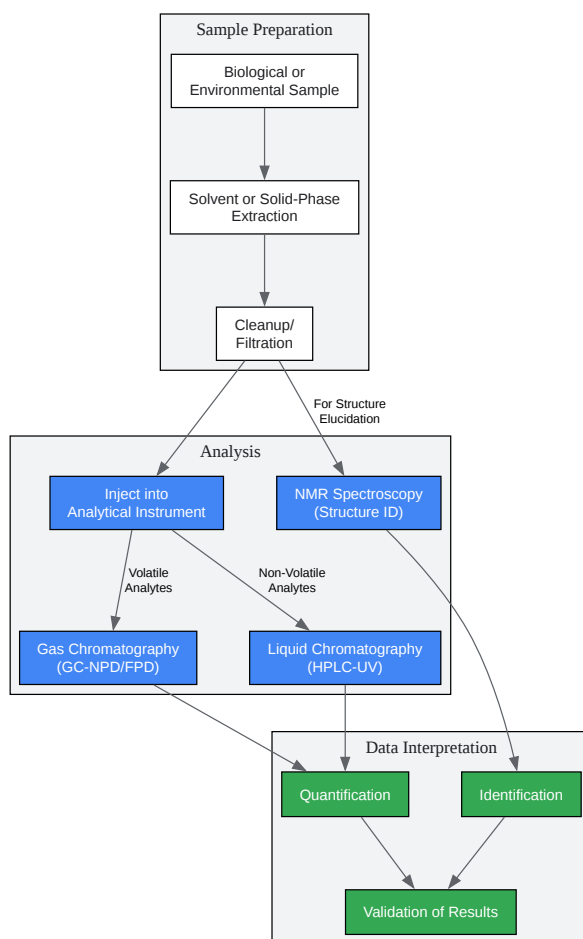 Sample Preparation
Biological or
Environmental Sample
Solvent or Solid-Phase
Extraction
Cleanup/
Filtration
For Structure
Elucidation
Analysis
Inject into
Analytical Instrument
NMR Spectroscopy
(Structure ID)
Volatile
Analytes
Non-Volatile
Analytes
Gas Chromatography
(GC-NPD/FPD)
Liquid Chromatography
(HPLC-UV)
Data Interpretation
Quantification
Identification
Validation of Results